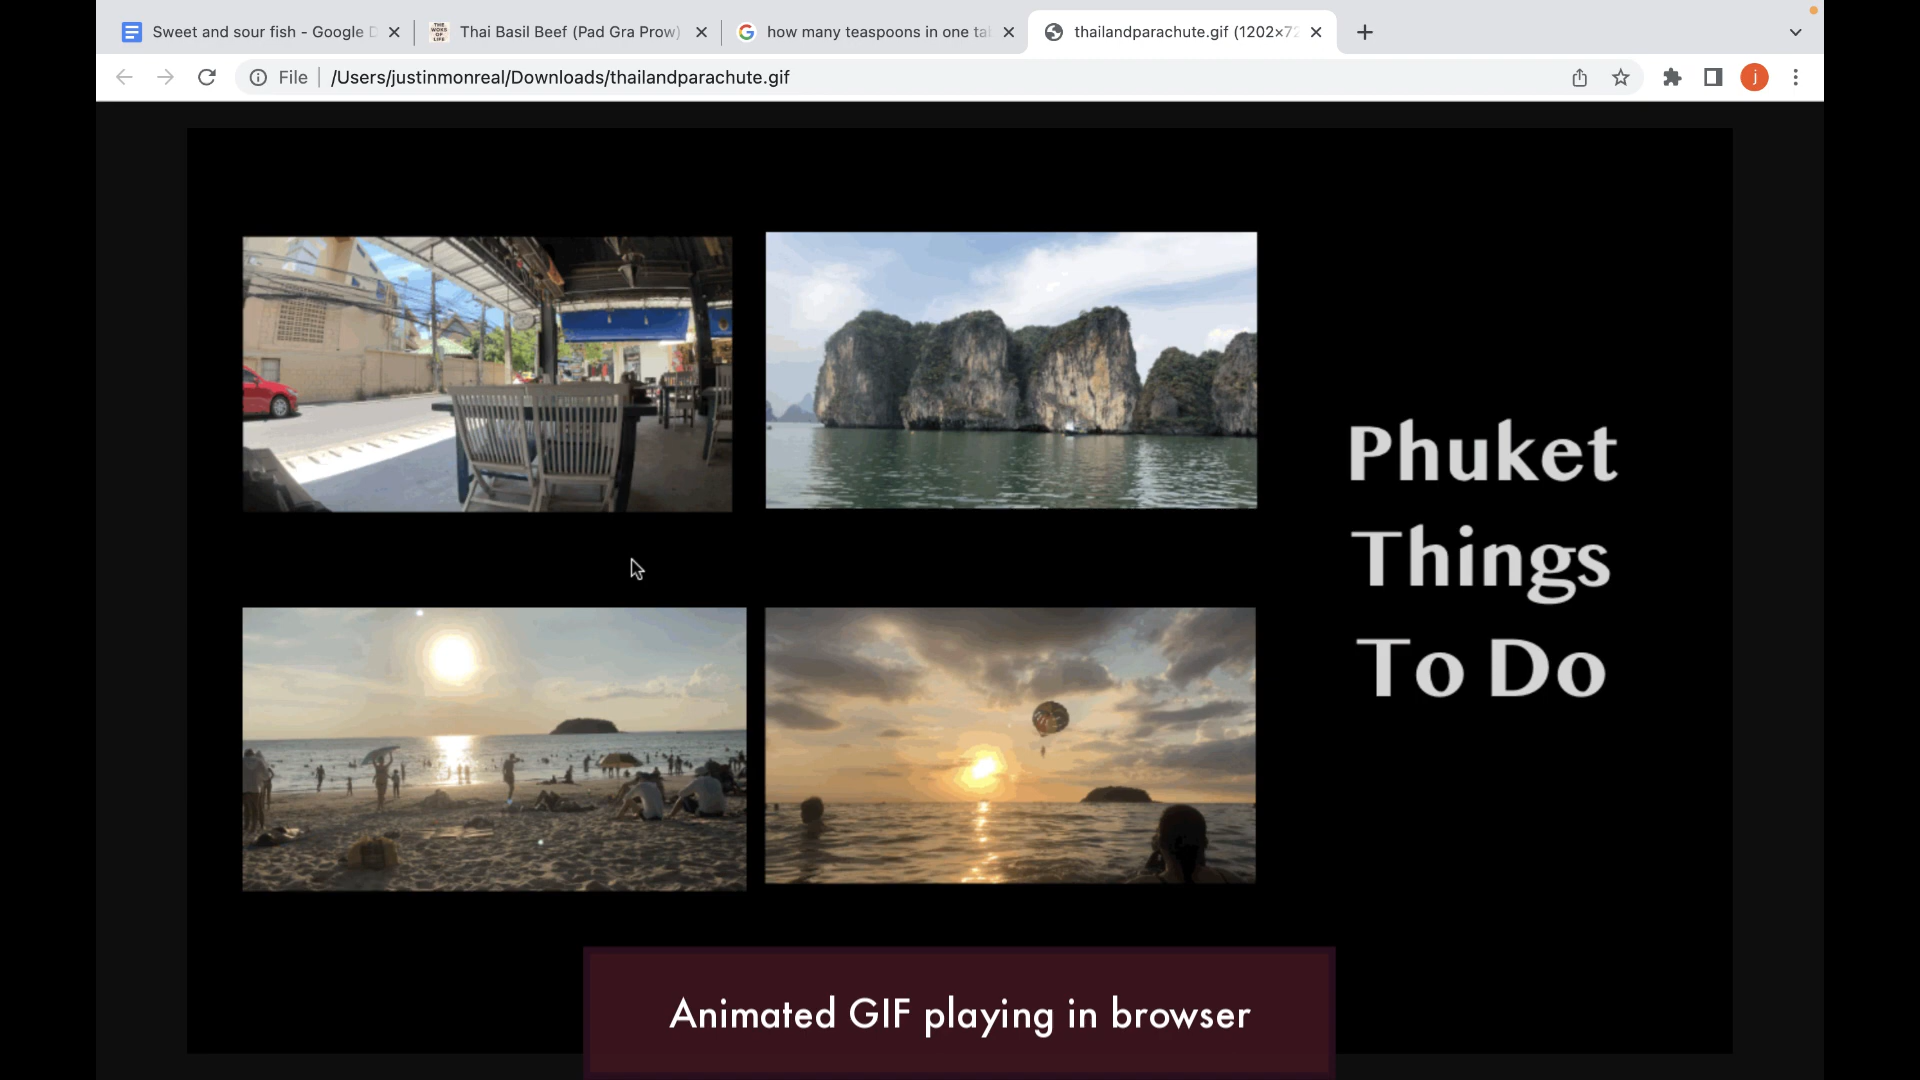 Sweet and sour fish - Google D
Thai Basil Beef (Pad Gra Prow)
how many teaspoons in one ta
thailandparachute.gif (1202×72
File
/Users/justinmonreal/Downloads/thailandparachute.gif
j
Phuket
Things
To Do
Animated GIF playing in browser